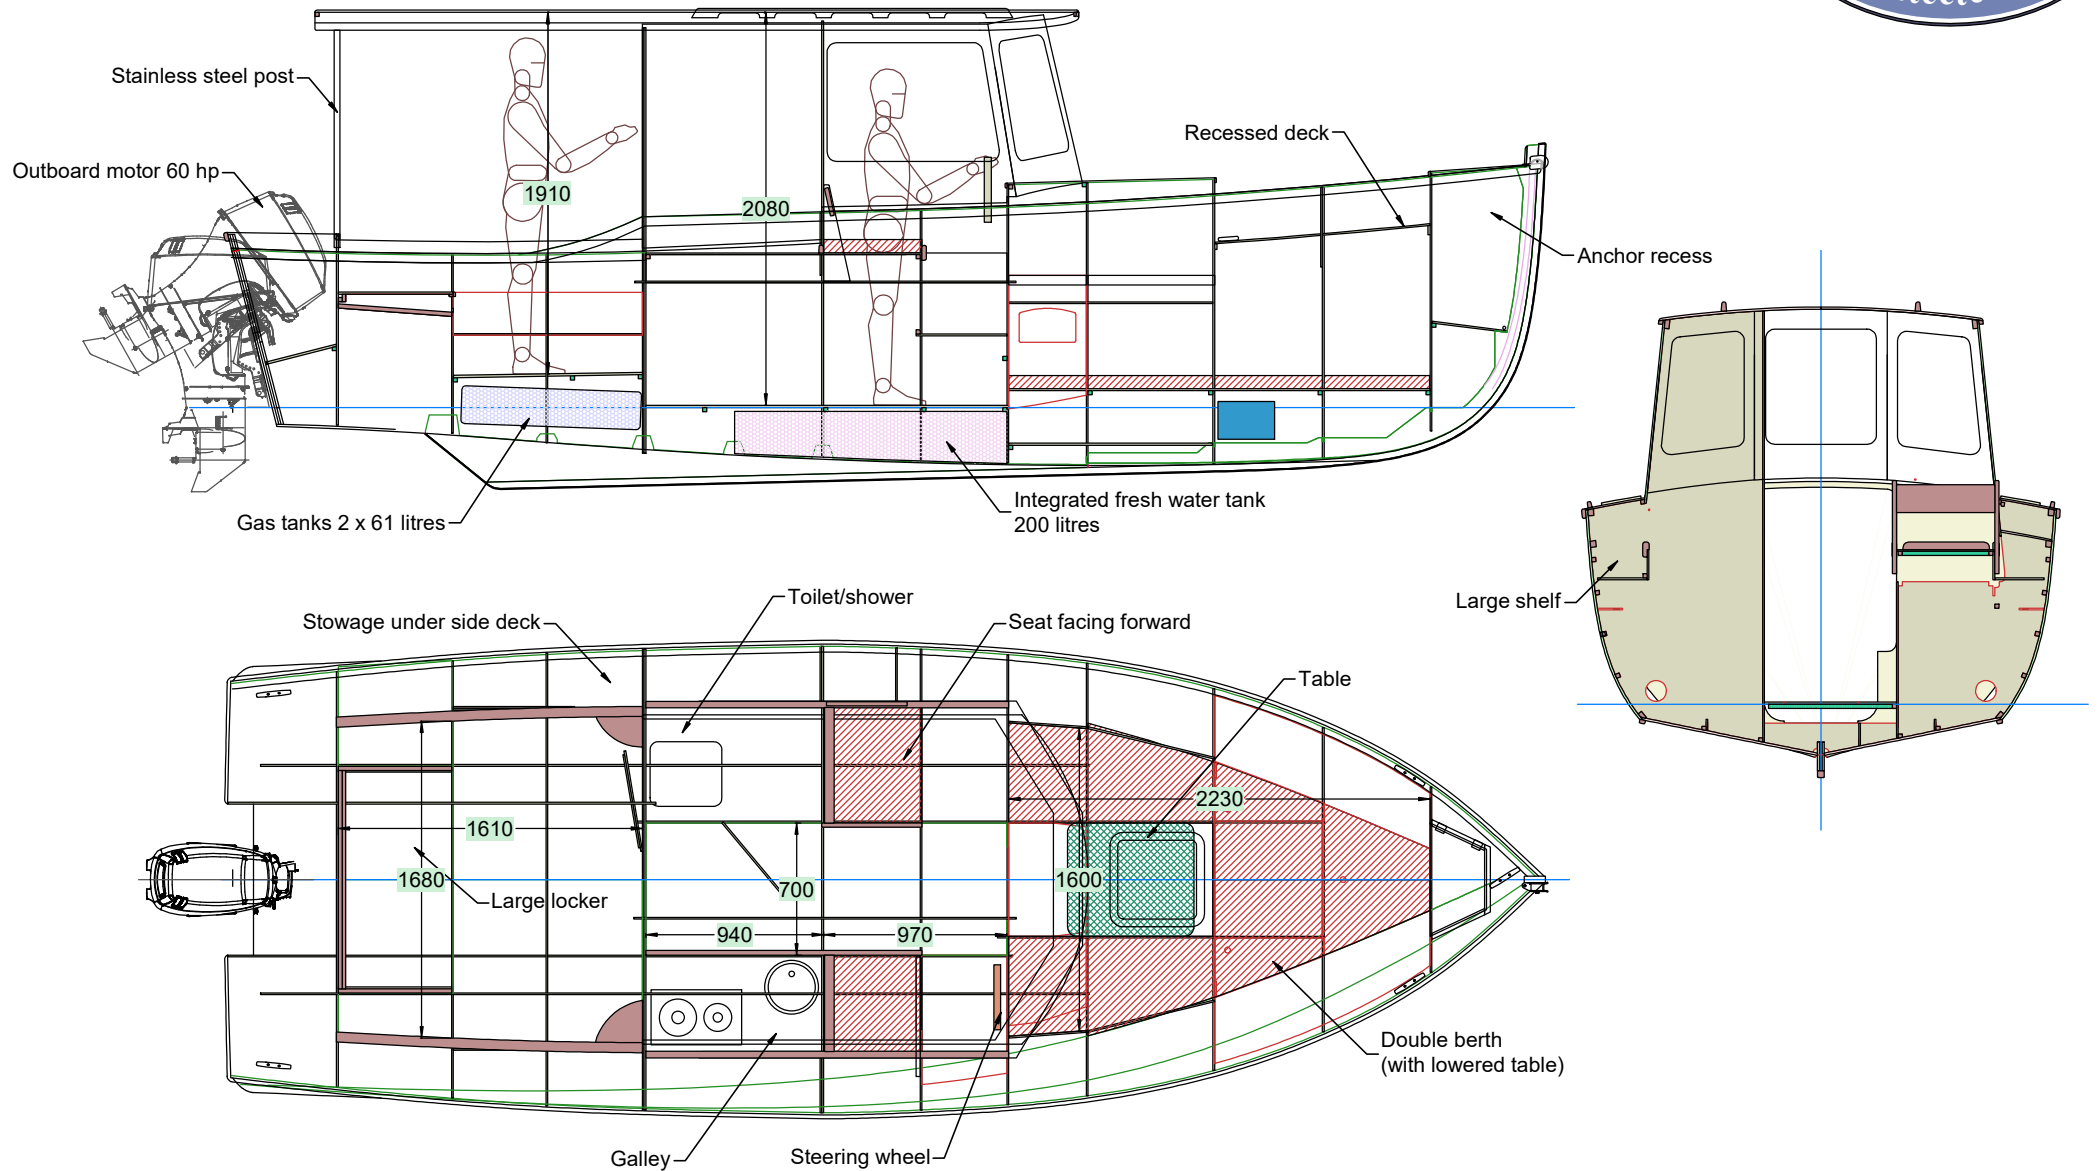 Stainless steel post
Outboard motor 60 hp
1910
2080
Recessed deck
Anchor recess
Gas tanks 2 x 61 litres
Integrated fresh water tank
200 litres
Large shelf
Toilet/shower
Stowage under side deck
Seat facing forward
Table
2230
1610
1680
Large locker
700
1600
940
970
Double berth
(with lowered table)
Galley
Steering wheel